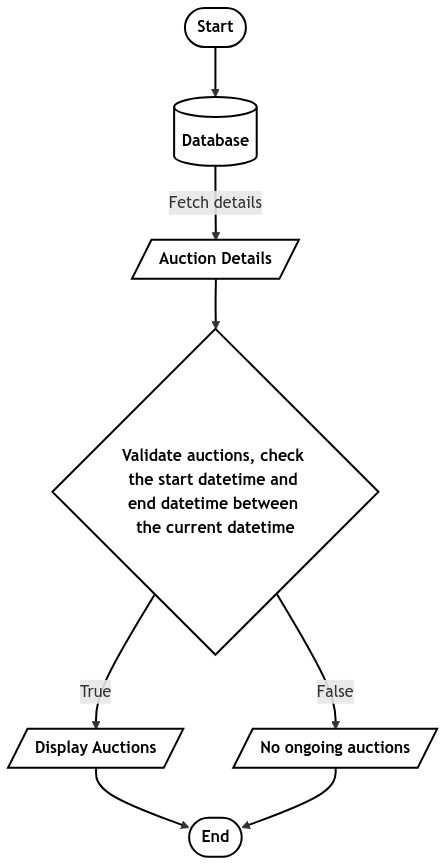 Start
Database
Fetch details
Auction Details
Validate auctions, check
the start datetime and
end datetime between
the current datetime
True
False
Display Auctions
No ongoing auctions
End